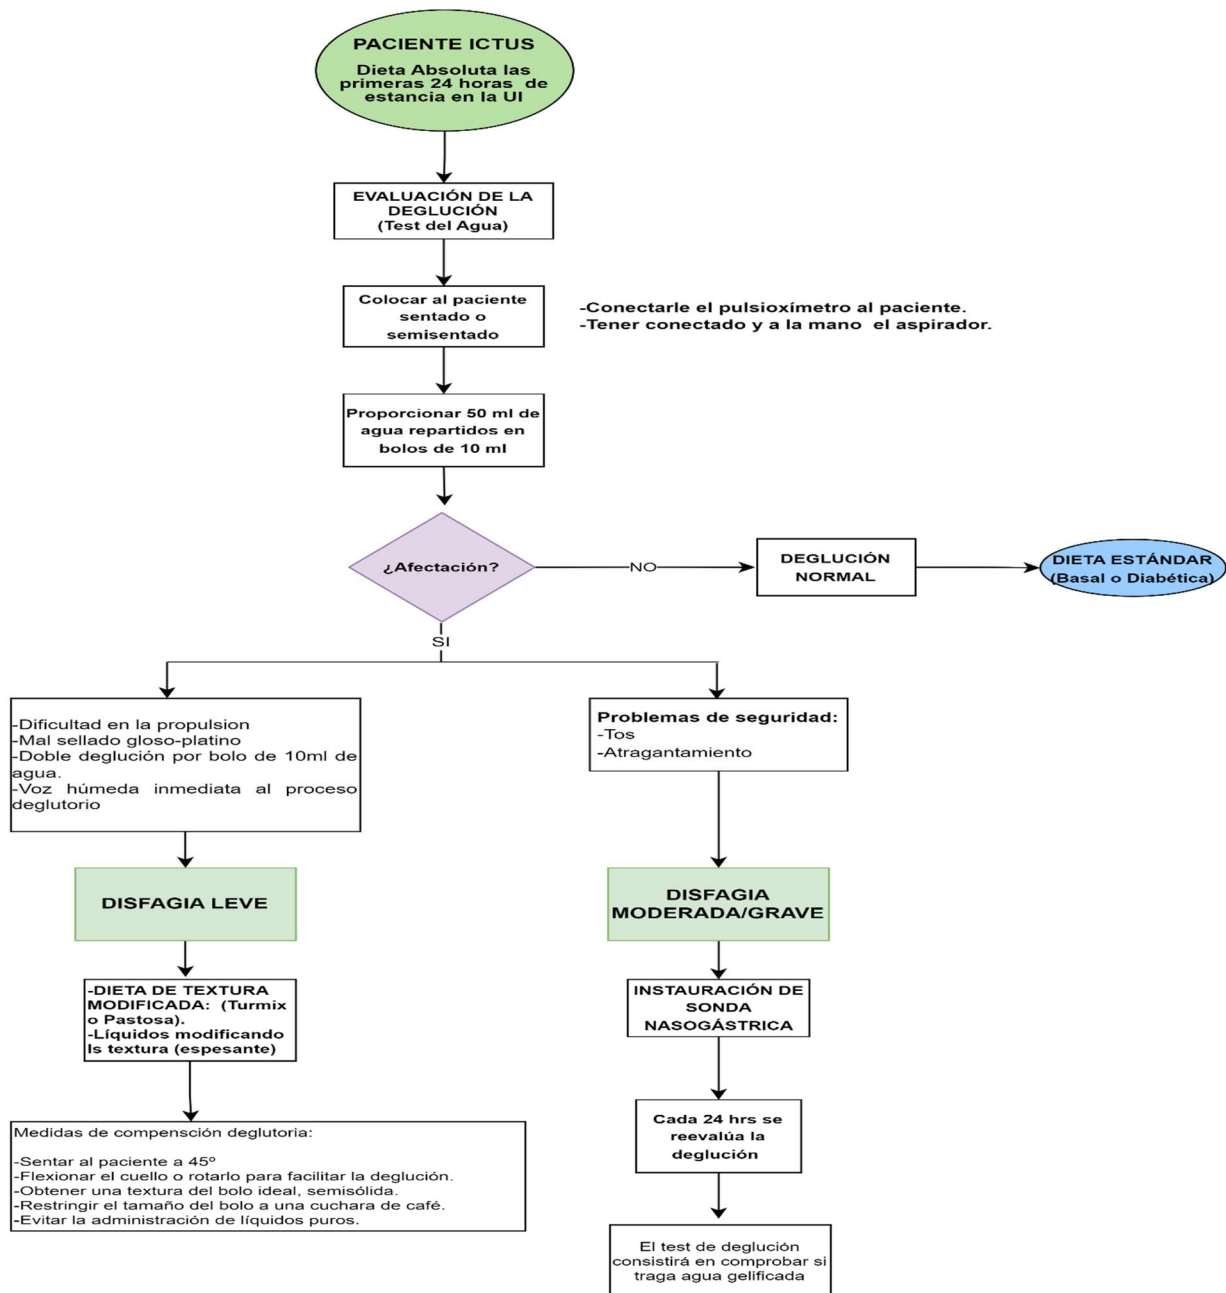 PACIENTE ICTUS
Dieta Absoluta las
primeras 24 horas de
estancia en la UI
EVALUACIÓN DE LA
DEGLUCIÓN
(Test del Agua)
Colocar al paciente
sentado o
semisentado
-Conectarle el pulsioxímetro al paciente.
-Tener conectado y a la mano el aspirador.
Proporcionar 50 ml de
agua repartidos en
bolos de 10 ml
¿Afectación?
NO
DEGLUCIÓN
NORMAL
DIETA ESTÁNDAR
(Basal o Diabética)
SI
-Dificultad en la propulsion
-Mal sellado gloso-platino
-Doble deglución por bolo de 10ml de
agua.
-Voz húmeda inmediata al proceso
deglutorio
Problemas de seguridad:
-Tos
-Atragantamiento
DISFAGIA LEVE
DISFAGIA
MODERADA/GRAVE
-DIETA DE TEXTURA
MODIFICADA: (Turmix
o Pastosa).
-Líquidos modificando
ls textura (espesante)
INSTAURACIÓN DE
SONDA
NASOGÁSTRICA
Medidas de compensción deglutoria:
-Sentar al paciente a 45º
-Flexionar el cuello o rotarlo para facilitar la deglución.
-Obtener una textura del bolo ideal, semisólida.
-Restringir el tamaño del bolo a una cuchara de café.
-Evitar la administración de líquidos puros.
Cada 24 hrs se
reevalúa la
deglución
El test de deglución
consistirá en comprobar si
traga agua gelificada